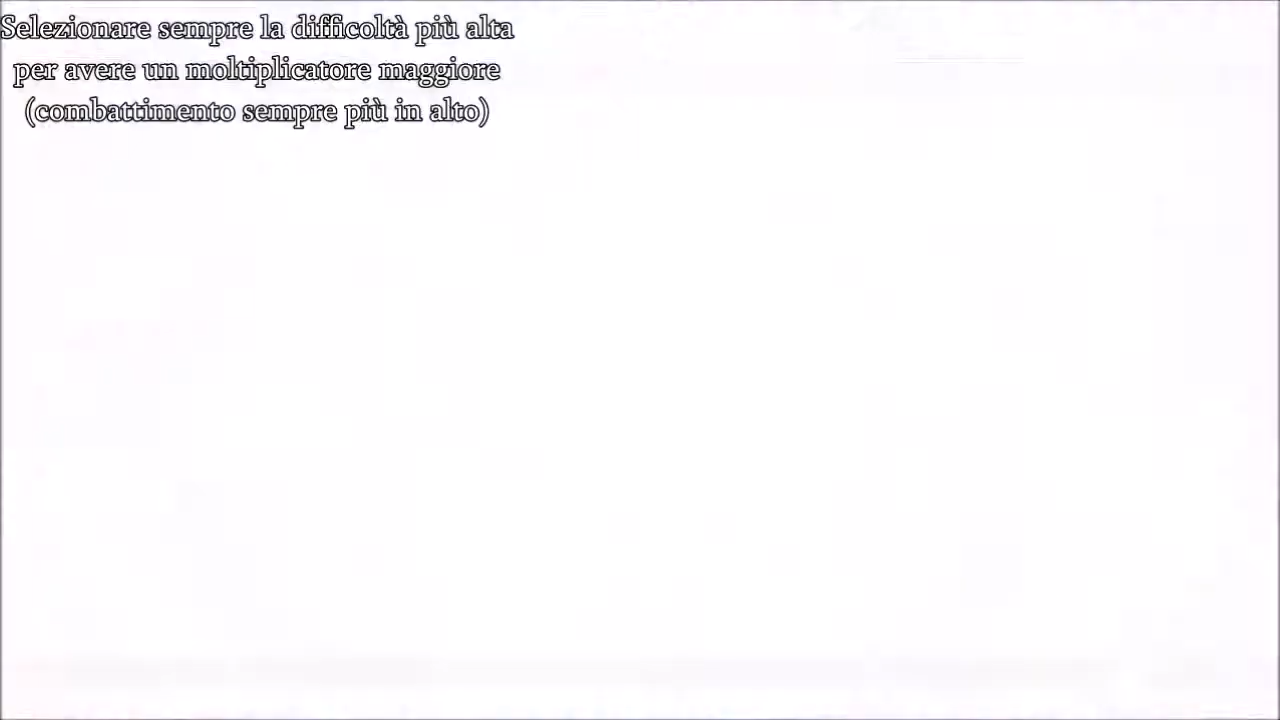 Selezionare sempre la difficoltà più alta
per avere un moltiplicatore maggiore
(combattimento sempre più in alto)